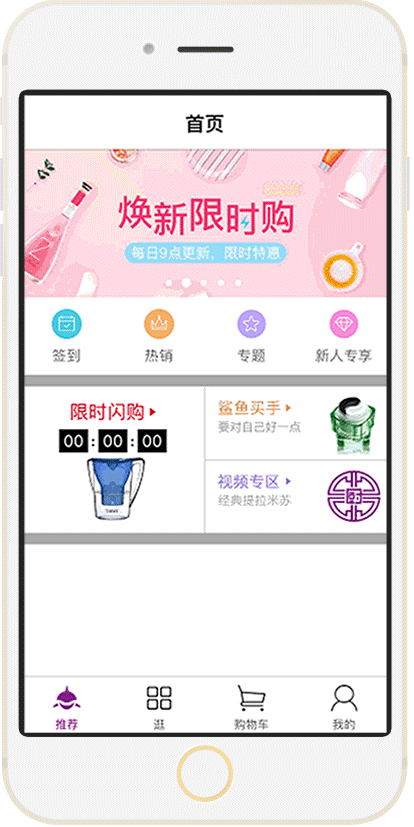 首页
焕新限时购
每日9点更新，限时特惠
签到
热销
专题
新人专享
限时闪购
00 : 00 : 00
鲨鱼买手
要对自己好一点
视频专区
经典提拉米苏
推荐
逛
购物车
我的